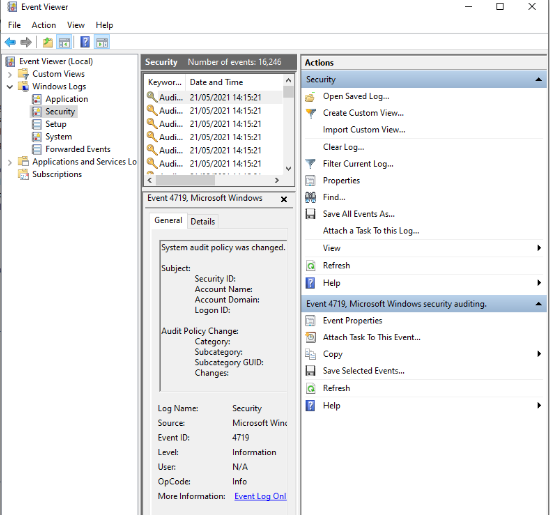 Event Viewer
File Action View Help
Event Viewer (Local)
Custom Views
Windows Logs
Application
Security
Setup
System
Forwarded Events
Applications and Services Lo
Subscriptions
Security Number of events: 16,246
Keywor... Date and Time
Audi... 21/05/2021 14:15:21
Audi... 21/05/2021 14:15:21
Audi... 21/05/2021 14:15:21
Audi... 21/05/2021 14:15:21
Audi... 21/05/2021 14:15:21
Audi... 21/05/2021 14:15:21
Event 4719, Microsoft Windows
General Details
System audit policy was changed.
Subject:
Security ID:
Account Name:
Account Domain:
Logon ID:
Audit Policy Change:
Category:
Subcategory:
Subcategory GUID:
Changes:
Log Name: Security
Source: Microsoft Winc
Event ID: 4719
Level: Information
User: N/A
OpCode: Info
More Information: Event Log Onl
Actions
Security
Open Saved Log...
Create Custom View...
Import Custom View...
Clear Log...
Filter Current Log...
Properties
Find...
Save All Events As...
Attach a Task To this Log...
View
Refresh
Help
Event 4719, Microsoft Windows security auditing.
Event Properties
Attach Task To This Event...
Copy
Save Selected Events...
Refresh
Help